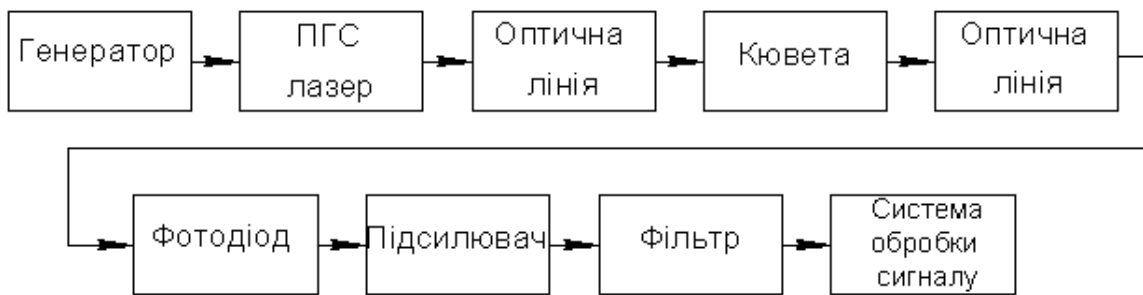 Генератор
ПГС
лазер
Оптична
лінія
Кювета
Оптична
лінія
Фотодіод
Підсилювач
Фільтр
Система
обробки
сигналу